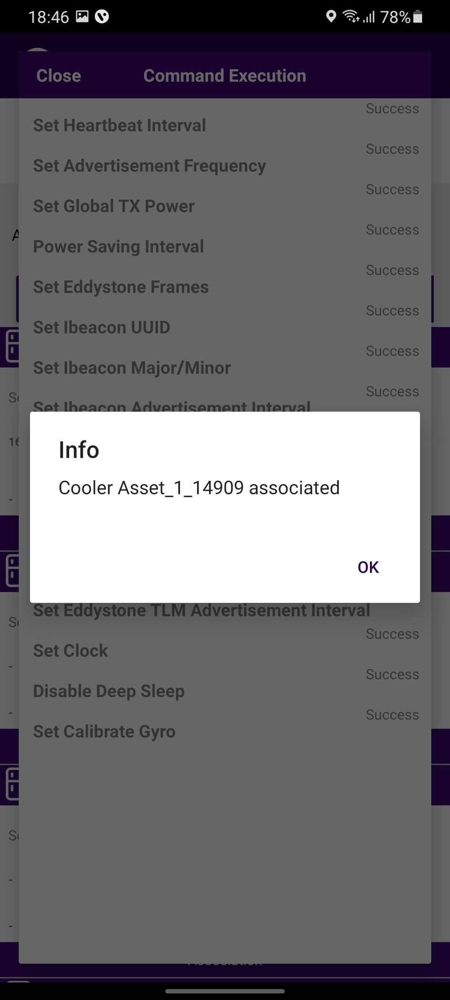 18:46 78%
Close Command Execution
Success
Set Heartbeat Interval
Success
Set Advertisement Frequency
Success
Set Global TX Power
Success
Power Saving Interval
Success
Set Eddystone Frames
Success
Set Ibeacon UUID
Success
Set Ibeacon Major/Minor
Success
Set Ibeacon Advertisement Interval
Info
Cooler Asset_1_14909 associated
OK
Set Eddystone TLM Advertisement Interval
Success
Set Clock
Success
Disable Deep Sleep
Success
Set Calibrate Gyro
Association